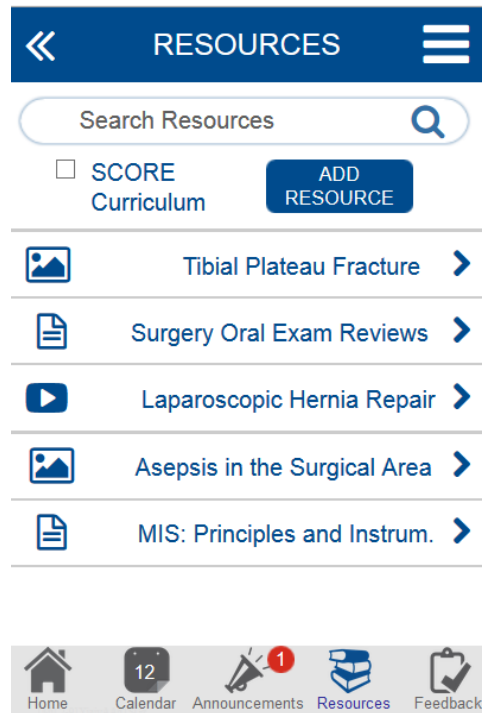 RESOURCES
Search Resources
SCORE
Curriculum
ADD
RESOURCE
Tibial Plateau Fracture
Surgery Oral Exam Reviews
Laparoscopic Hernia Repair
Asepsis in the Surgical Area
MIS: Principles and Instrum.
12
1
Home
Calendar
Announcements
Resources
Feedback